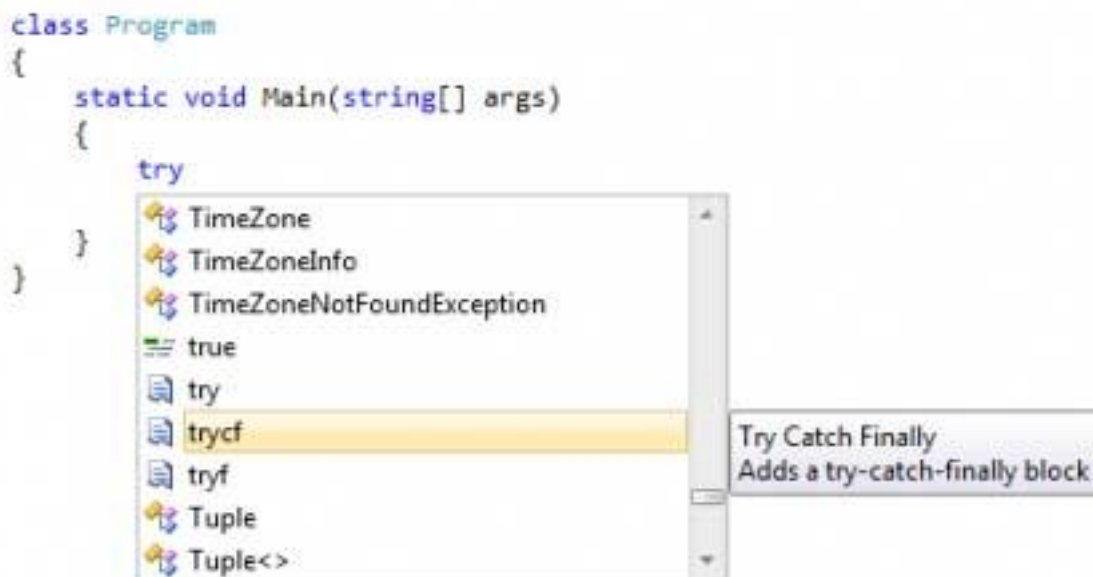 class Program
{
static void Main(string[] args)
{
try
TimeZone
}
TimeZoneInfo
}
TimeZoneNotFoundException
true
try
trycf
Try Catch Finally
Adds a try-catch-finally block
tryf
Tuple
Tuple<>